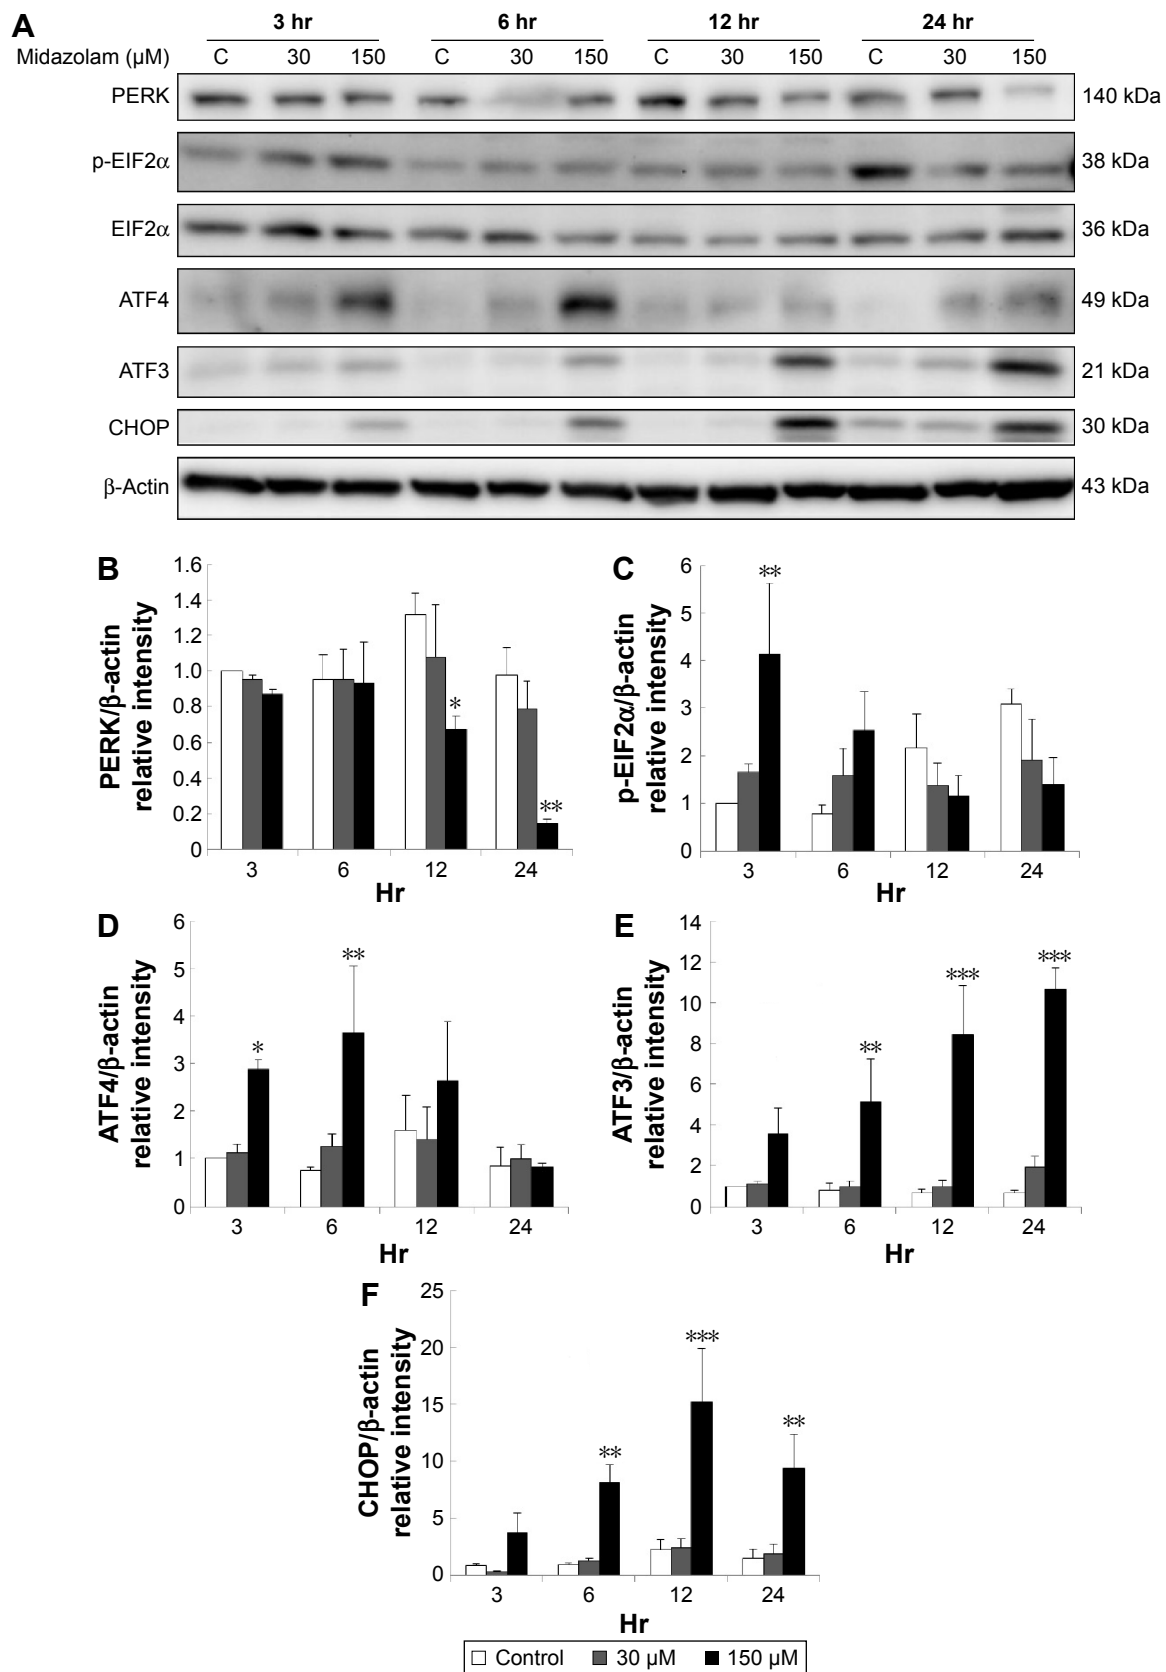 A
3 hr 6 hr 12 hr 24 hr
Midazolam (µM) C 30 150 C 30 150 C 30 150 C 30 150
PERK 140 kDa
p-EIF2α 38 kDa
EIF2α 36 kDa
ATF4 49 kDa
ATF3 21 kDa
CHOP 30 kDa
β-Actin 43 kDa
B
PERK/β-actin
relative intensity
1.6
1.4
1.2
1.0
0.8
0.6
0.4
0.2
0
*
**
3 6 12 24
Hr
C
p-EIF2α/β-actin
relative intensity
6
5
4
3
2
1
0
**
3 6 12 24
Hr
D
ATF4/β-actin
relative intensity
6
5
4
3
2
1
0
*
**
3 6 12 24
Hr
E
ATF3/β-actin
relative intensity
14
12
10
8
6
4
2
0
**
***
***
3 6 12 24
Hr
F
CHOP/β-actin
relative intensity
25
20
15
10
5
0
**
***
**
3 6 12 24
Hr
Control 30 µM 150 µM